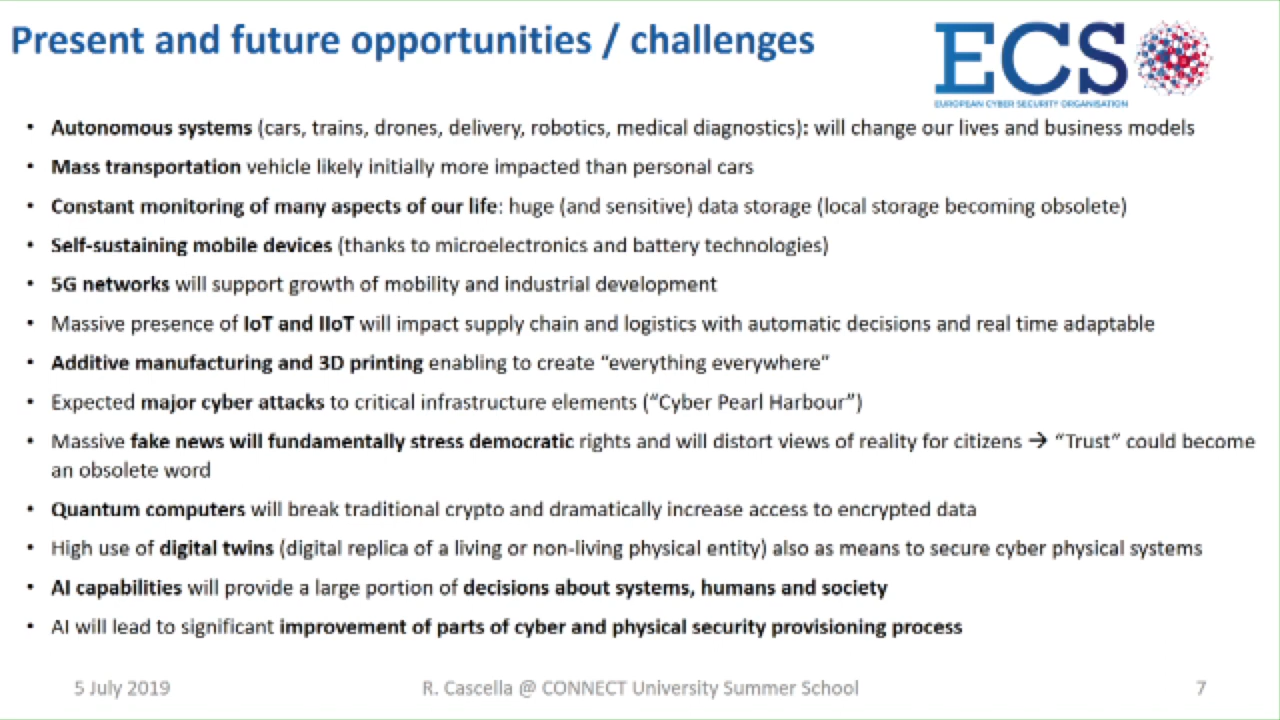 Present and future opportunities / challenges
ECS
EUROPEAN CYBER SECURITY ORGANISATION
• Autonomous systems (cars, trains, drones, delivery, robotics, medical diagnostics): will change our lives and business models
• Mass transportation vehicle likely initially more impacted than personal cars
• Constant monitoring of many aspects of our life: huge (and sensitive) data storage (local storage becoming obsolete)
• Self-sustaining mobile devices (thanks to microelectronics and battery technologies)
• 5G networks will support growth of mobility and industrial development
• Massive presence of IoT and IIoT will impact supply chain and logistics with automatic decisions and real time adaptable
• Additive manufacturing and 3D printing enabling to create “everything everywhere”
• Expected major cyber attacks to critical infrastructure elements (“Cyber Pearl Harbour”)
• Massive fake news will fundamentally stress democratic rights and will distort views of reality for citizens → “Trust” could become
an obsolete word
• Quantum computers will break traditional crypto and dramatically increase access to encrypted data
• High use of digital twins (digital replica of a living or non-living physical entity) also as means to secure cyber physical systems
• AI capabilities will provide a large portion of decisions about systems, humans and society
• AI will lead to significant improvement of parts of cyber and physical security provisioning process
5 July 2019
R. Cascella @ CONNECT University Summer School
7